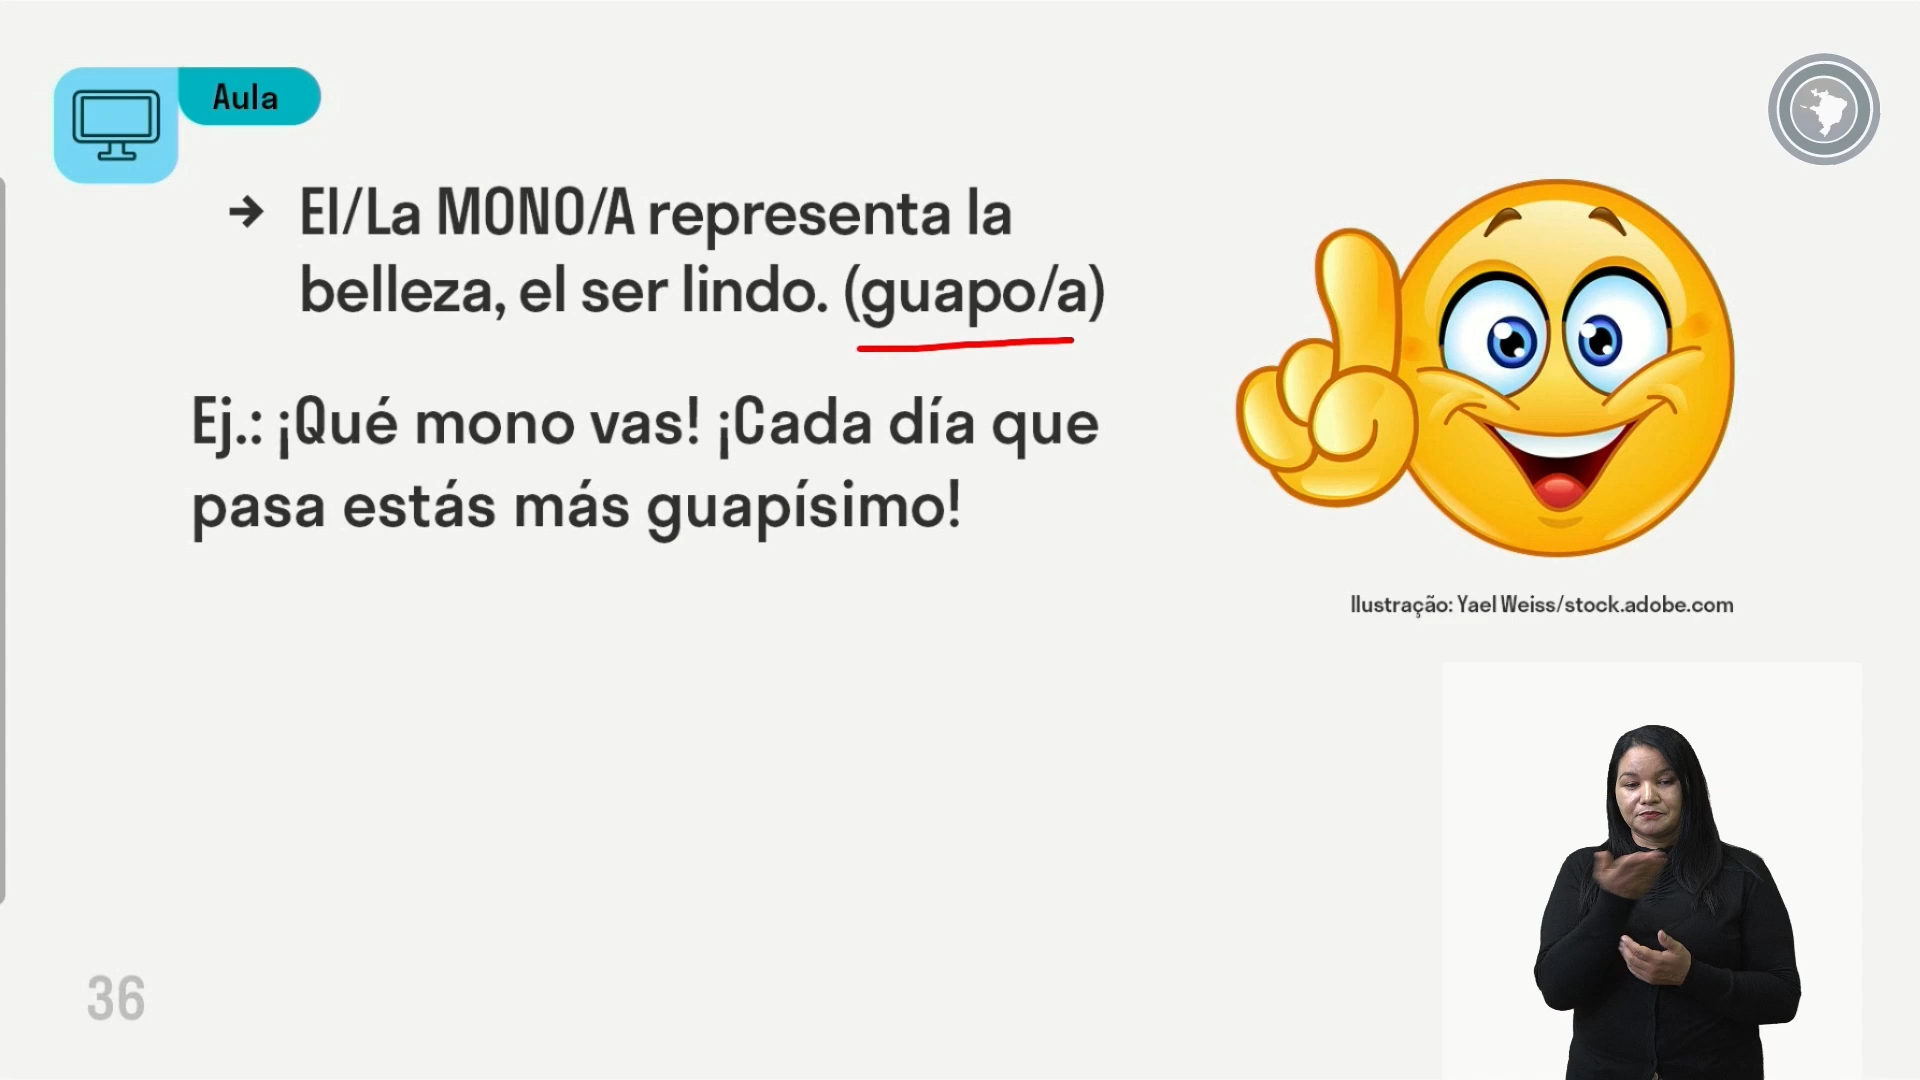 Aula
→ El/La MONO/A representa la
belleza, el ser lindo. (guapo/a)
Ej.: ¡Qué mono vas! ¡Cada día que
pasa estás más guapísimo!
Ilustração: Yael Weiss/stock.adobe.com
36